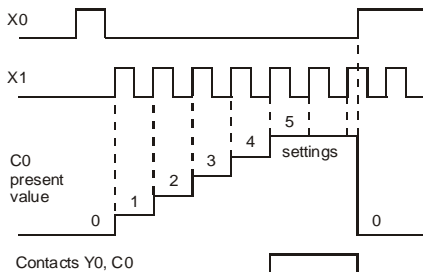 X0
X1
5
4
settings
3
C0
present
value
2
1
0
0
Contacts Y0, C0